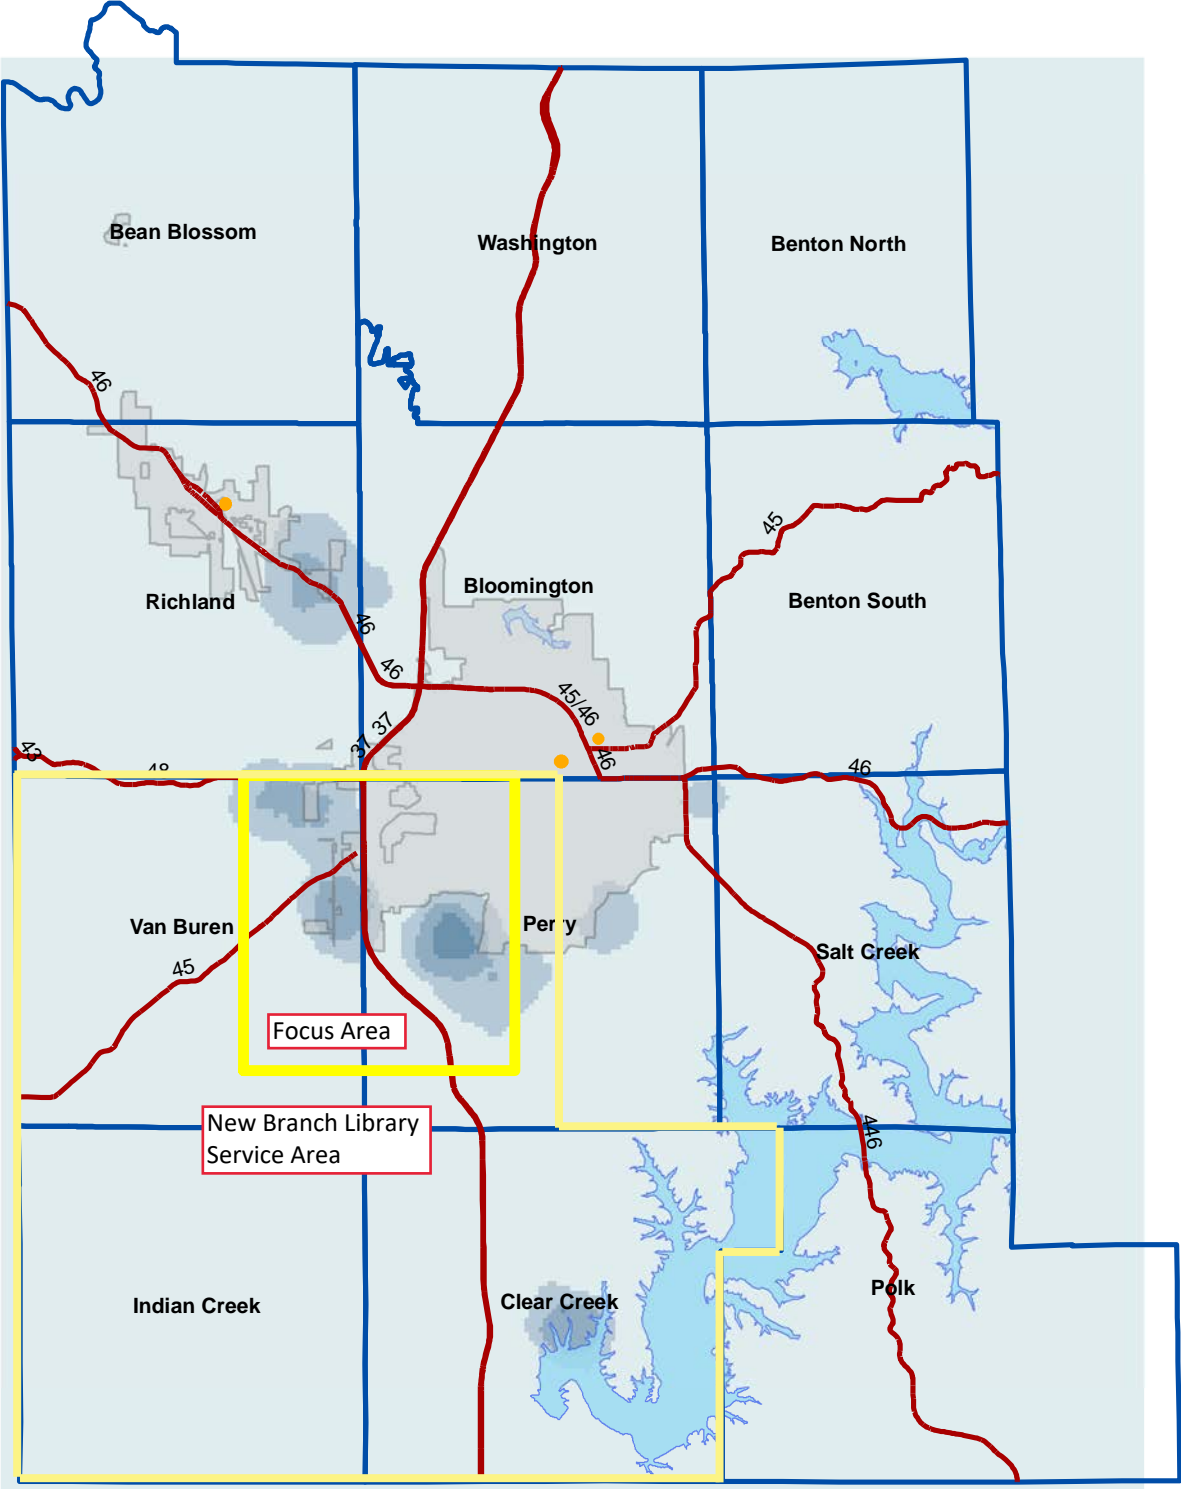 Bean Blossom
Washington
Benton North
46
45
Bloomington
Richland
Benton South
46
46
45/46
37
37
46
43
48
46
Van Buren
Perry
Salt Creek
45
Focus Area
New Branch Library
Service Area
446
Indian Creek
Clear Creek
Polk